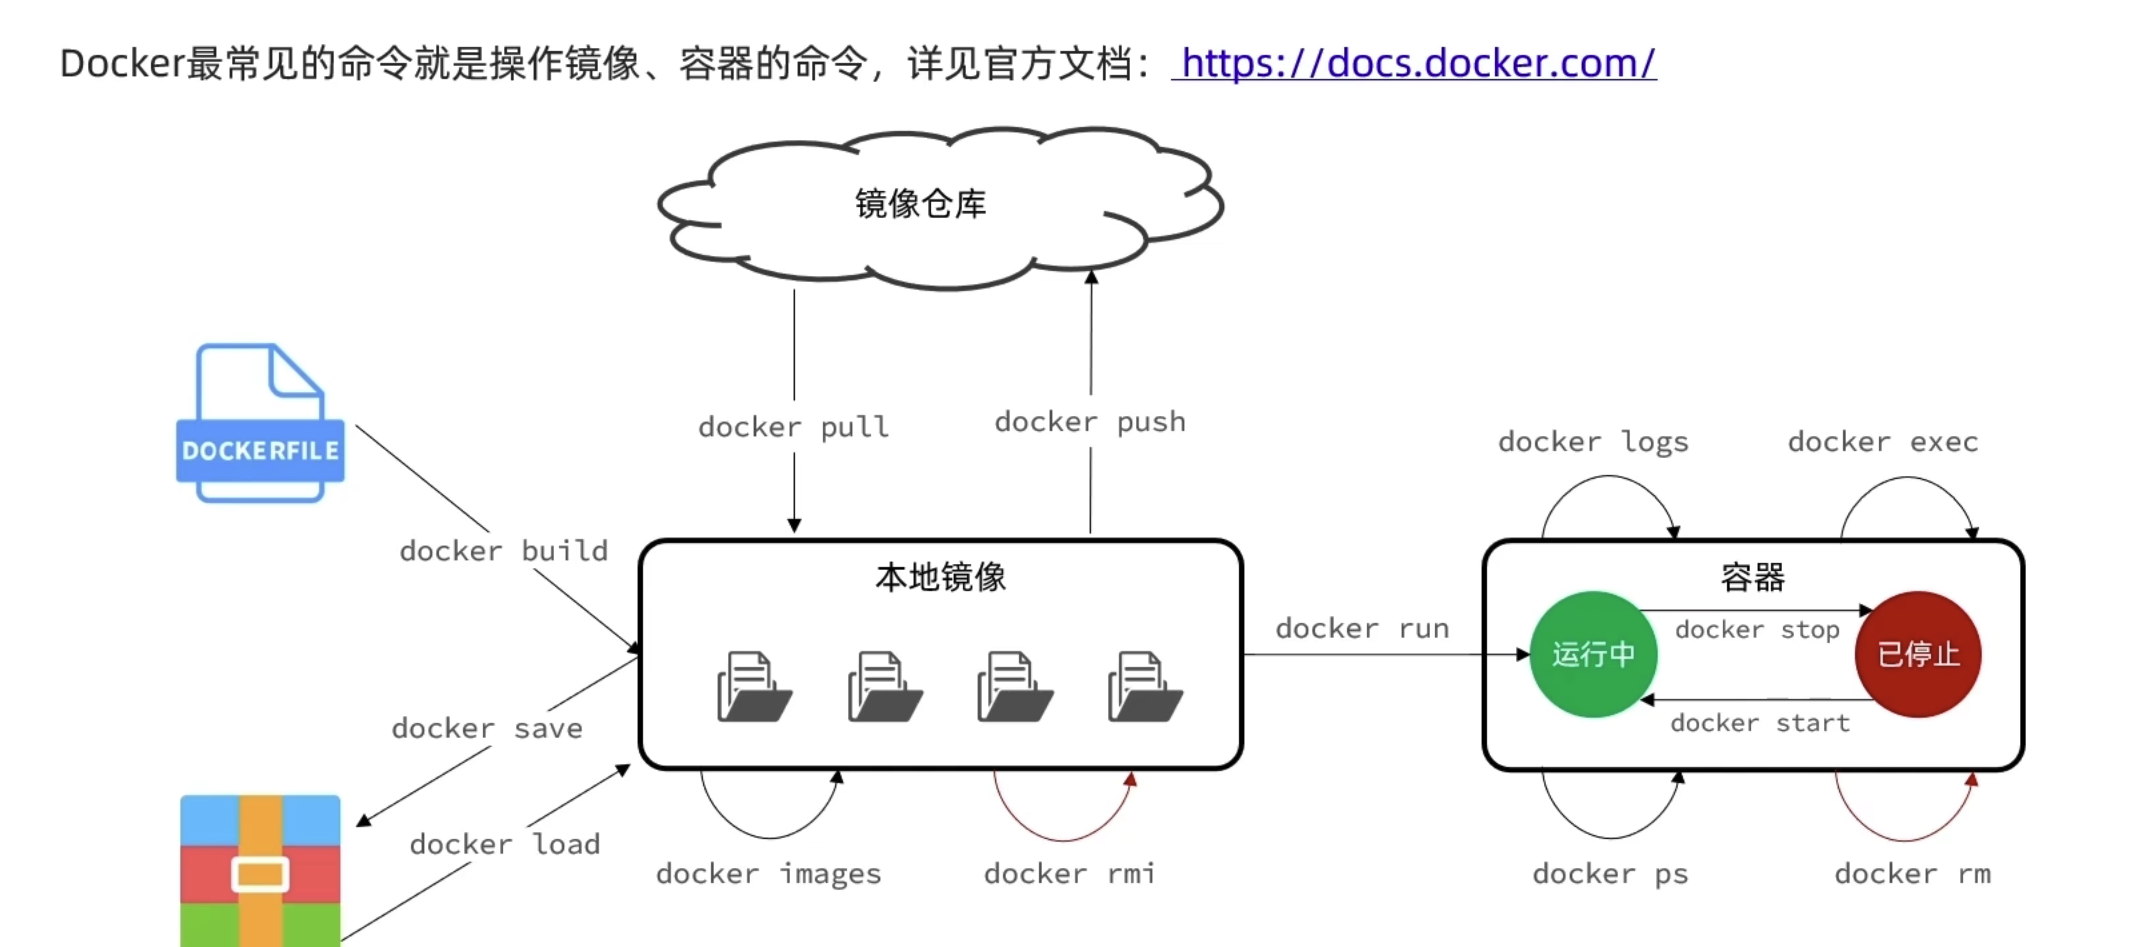 Docker最常见的命令就是操作镜像、容器的命令，详见官方文档： https://docs.docker.com/
镜像仓库
docker pull
docker push
DOCKERFILE
docker logs
docker exec
docker build
本地镜像
容器
docker run
运行中
docker stop
已停止
docker start
docker save
docker load
docker images
docker rmi
docker ps
docker rm